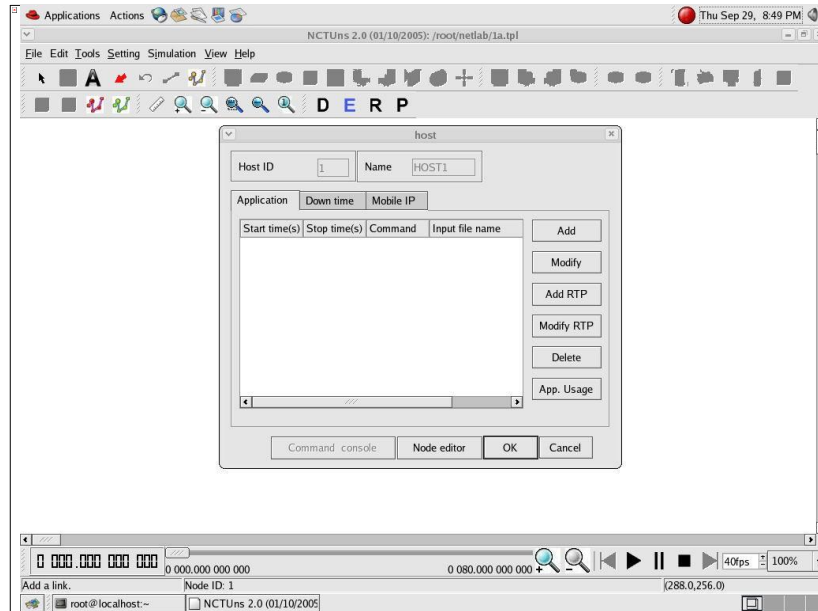 Applications Actions Thu Sep 29, 8:49 PM
NCTUns 2.0 (01/10/2005): /root/netlab/1a.tpl
File Edit Tools Setting Simulation View Help
A
D E R P
host
Host ID 1 Name HOST1
Application Down time Mobile IP
Start time(s) Stop time(s) Command Input file name
Add
Modify
Add RTP
Modify RTP
Delete
App. Usage
Command console Node editor OK Cancel
0 000.000 000 000 0 000.000 000 000 0 080.000 000 000 40fps 100%
Add a link. Node ID: 1 (288.0,256.0)
root@localhost:~ NCTUns 2.0 (01/10/2005